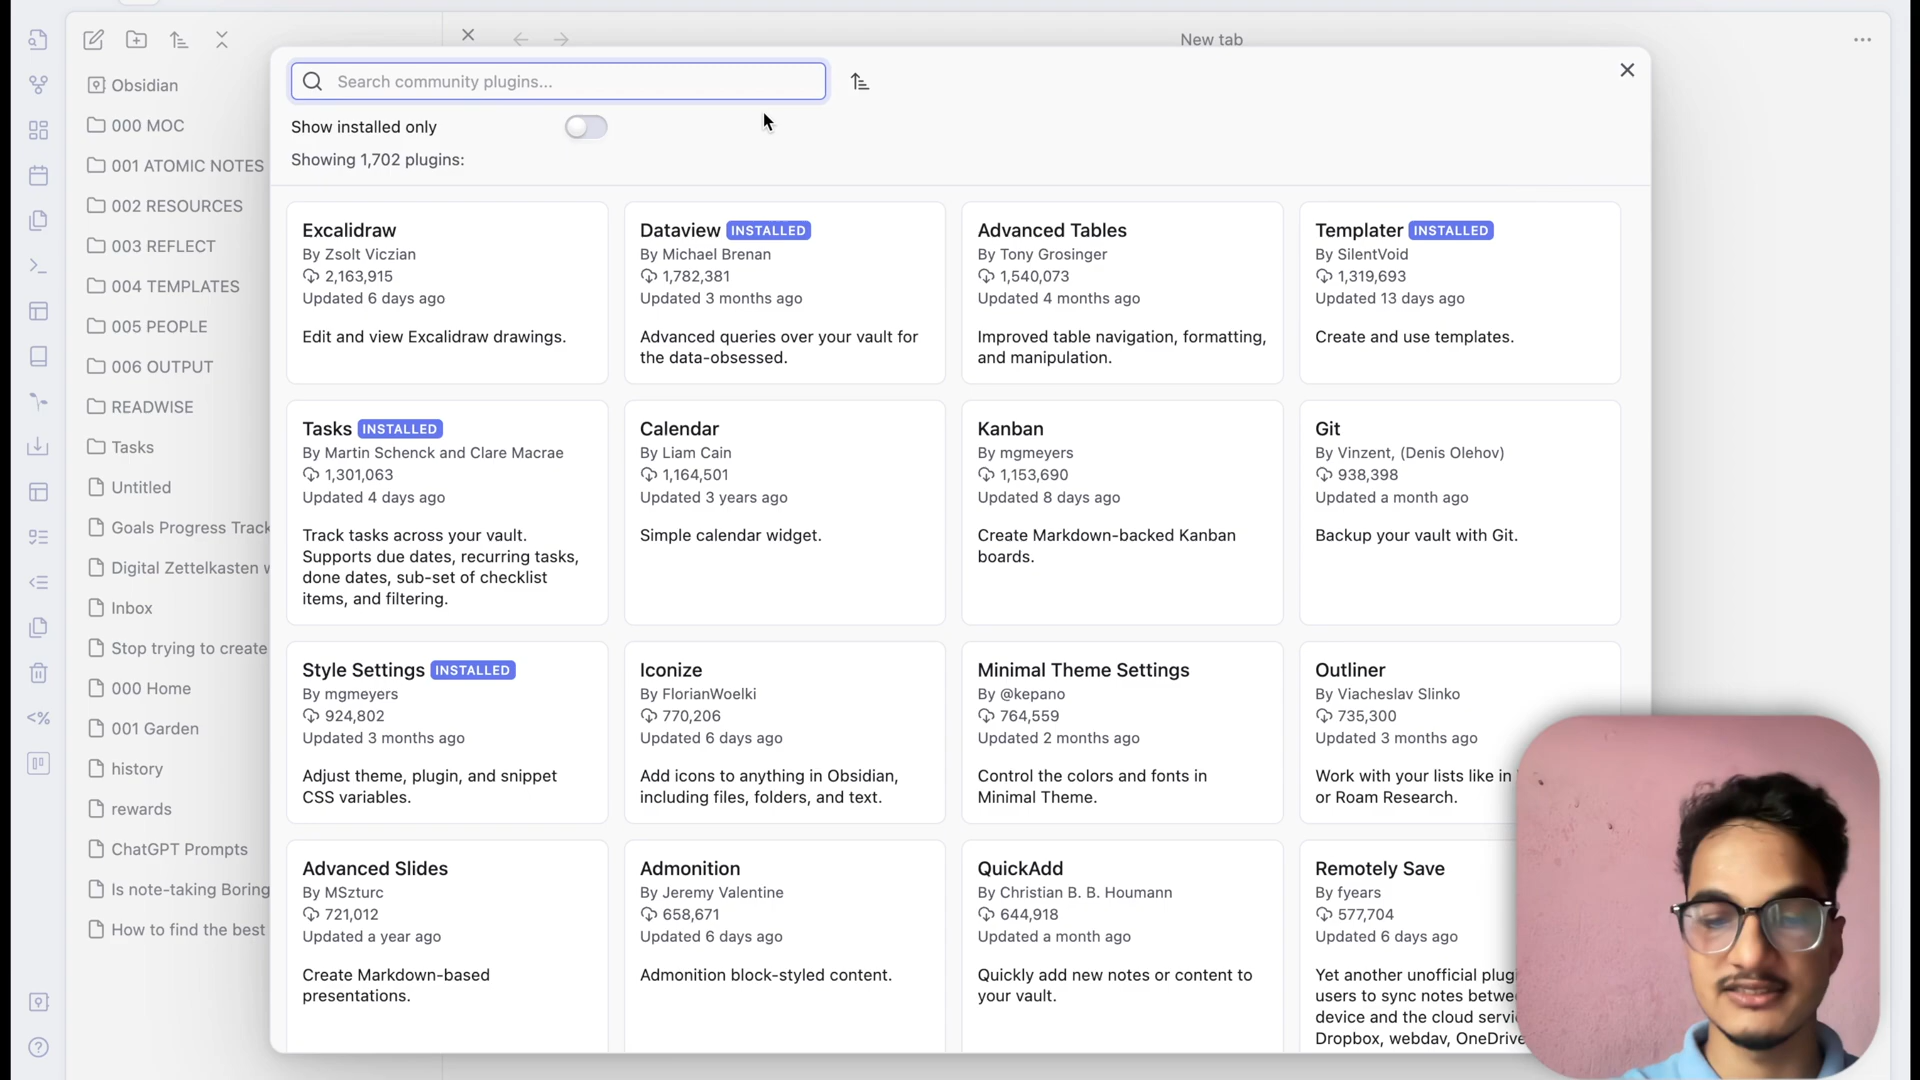 New tab
Obsidian
000 MOC
001 ATOMIC NOTES
002 RESOURCES
003 REFLECT
004 TEMPLATES
005 PEOPLE
006 OUTPUT
READWISE
Tasks
Untitled
Goals Progress Track
Digital Zettelkasten w
Inbox
Stop trying to create
000 Home
001 Garden
history
rewards
ChatGPT Prompts
Is note-taking Boring
How to find the best
Search community plugins...
Show installed only
Showing 1,702 plugins:
Excalidraw
By Zsolt Viczian
2,163,915
Updated 6 days ago
Edit and view Excalidraw drawings.
Dataview INSTALLED
By Michael Brenan
1,782,381
Updated 3 months ago
Advanced queries over your vault for
the data-obsessed.
Advanced Tables
By Tony Grosinger
1,540,073
Updated 4 months ago
Improved table navigation, formatting,
and manipulation.
Templater INSTALLED
By SilentVoid
1,319,693
Updated 13 days ago
Create and use templates.
Tasks INSTALLED
By Martin Schenck and Clare Macrae
1,301,063
Updated 4 days ago
Track tasks across your vault.
Supports due dates, recurring tasks,
done dates, sub-set of checklist
items, and filtering.
Calendar
By Liam Cain
1,164,501
Updated 3 years ago
Simple calendar widget.
Kanban
By mgmeyers
1,153,690
Updated 8 days ago
Create Markdown-backed Kanban
boards.
Git
By Vinzent, (Denis Olehov)
938,398
Updated a month ago
Backup your vault with Git.
Style Settings INSTALLED
By mgmeyers
924,802
Updated 3 months ago
Adjust theme, plugin, and snippet
CSS variables.
Iconize
By FlorianWoelki
770,206
Updated 6 days ago
Add icons to anything in Obsidian,
including files, folders, and text.
Minimal Theme Settings
By @kepano
764,559
Updated 2 months ago
Control the colors and fonts in
Minimal Theme.
Outliner
By Viacheslav Slinko
735,300
Updated 3 months ago
Work with your lists like in
or Roam Research.
Advanced Slides
By MSzturc
721,012
Updated a year ago
Create Markdown-based
presentations.
Admonition
By Jeremy Valentine
658,671
Updated 6 days ago
Admonition block-styled content.
QuickAdd
By Christian B. B. Houmann
644,918
Updated a month ago
Quickly add new notes or content to
your vault.
Remotely Save
By fyears
577,704
Updated 6 days ago
Yet another unofficial plugi
users to sync notes betwe
device and the cloud servi
Dropbox, webdav, OneDrive